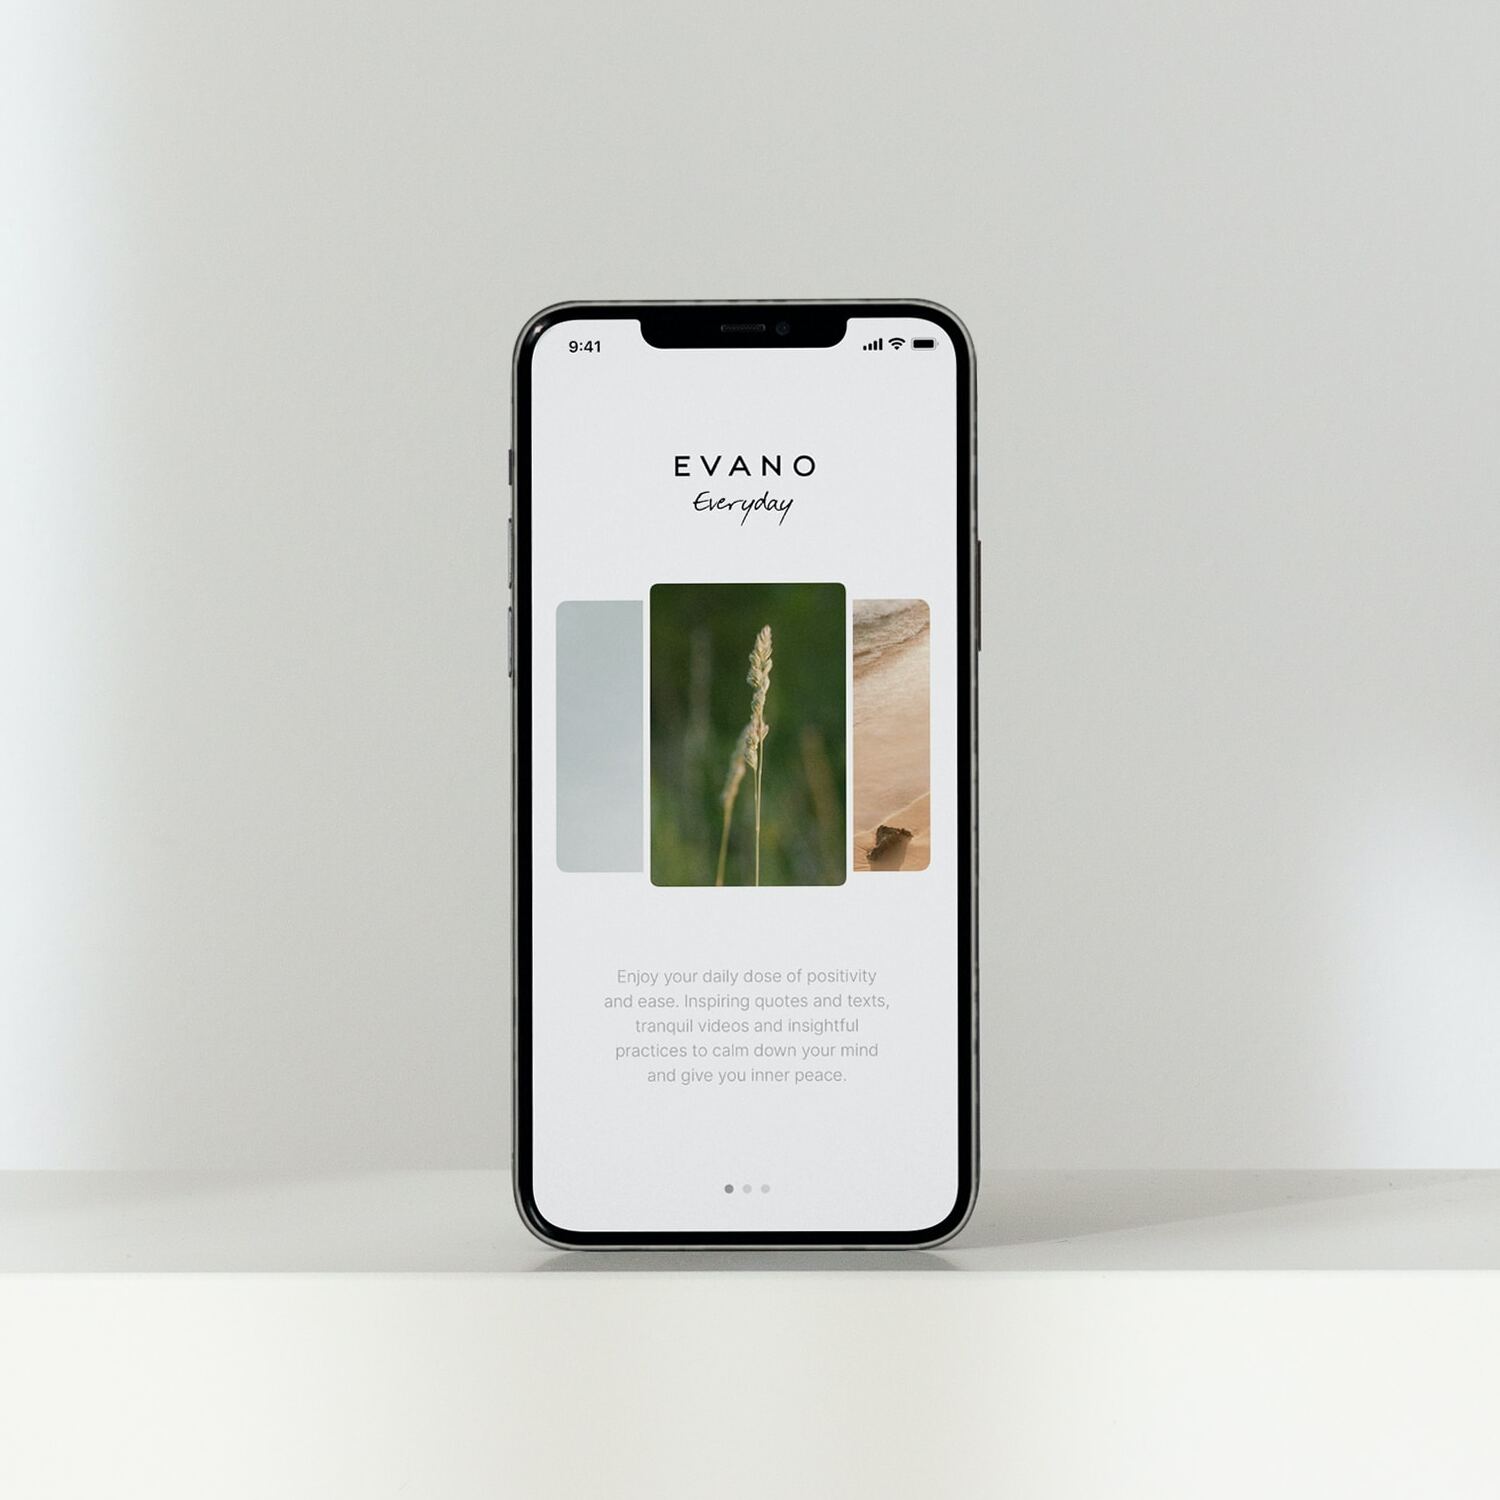 9:41
EVANO
Everyday
Enjoy your daily dose of positivity
and ease. Inspiring quotes and texts,
tranquil videos and insightful
practices to calm down your mind
and give you inner peace.